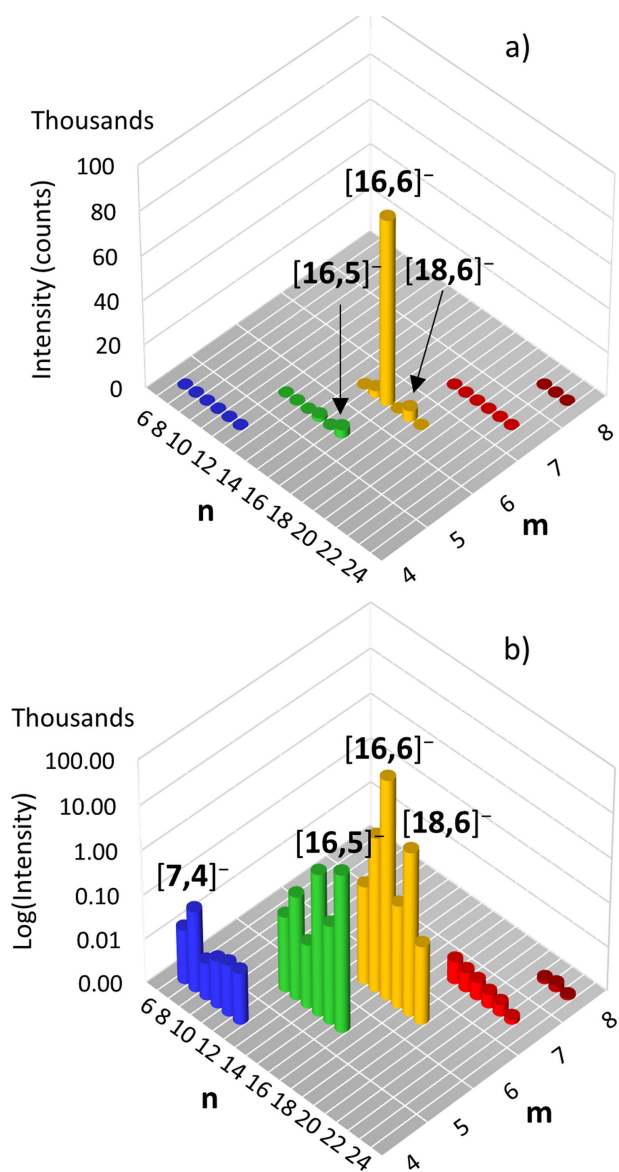 a)
Thousands
Intensity (counts)
100
80
60
40
20
0
[16,6]⁻
[16,5]⁻
[18,6]⁻
6 8 10 12 14 16 18 20 22 24
n
4 5 6 7 8
m
b)
Thousands
Log(Intensity)
100.00
10.00
1.00
0.10
0.01
0.00
[16,6]⁻
[18,6]⁻
[16,5]⁻
[7,4]⁻
6 8 10 12 14 16 18 20 22 24
n
4 5 6 7 8
m